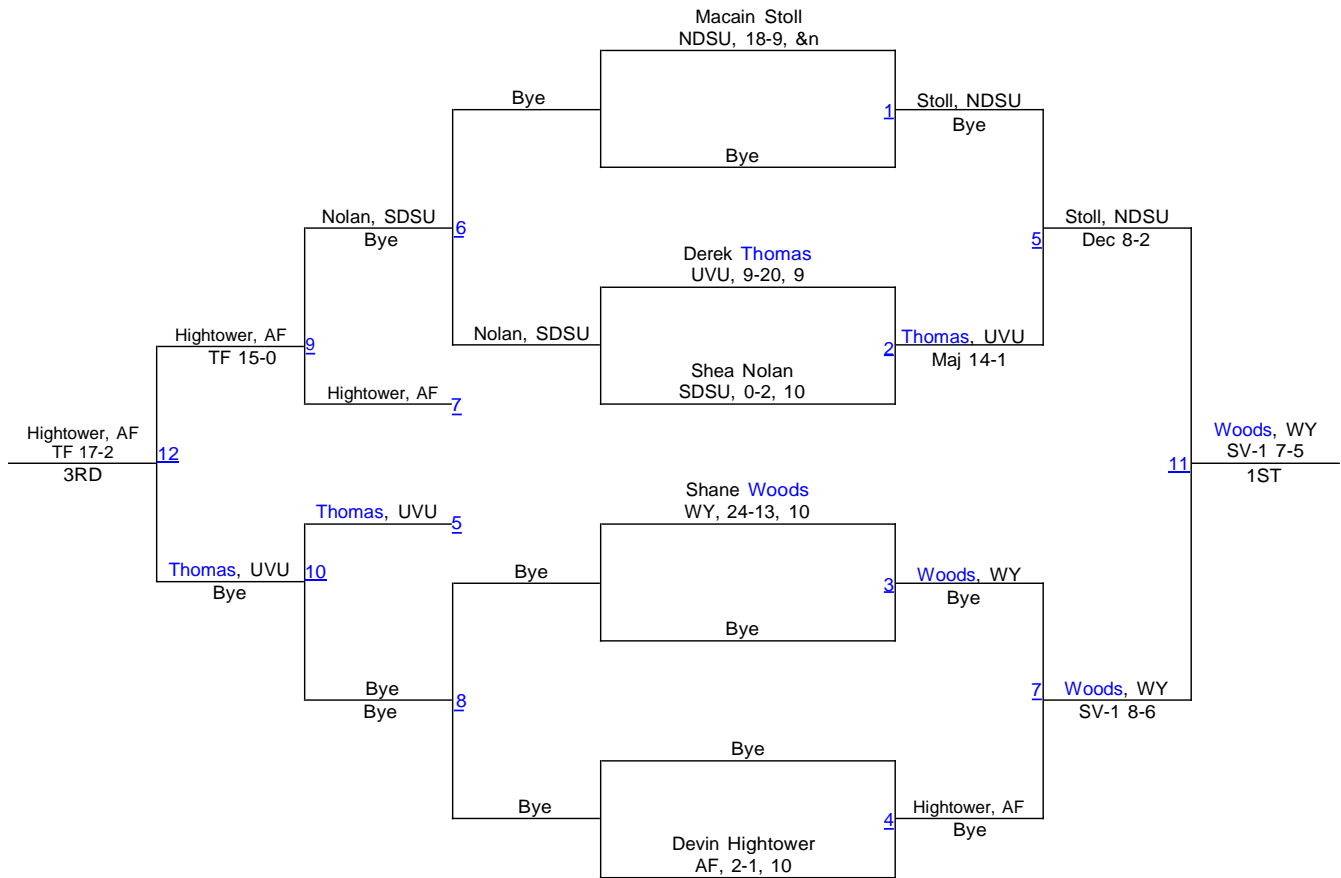 Macain Stoll
NDSU, 18-9, &n
Bye
1
Stoll, NDSU
Bye
Bye
Nolan, SDSU
Bye
6
Stoll, NDSU
Dec 8-2
5
Derek Thomas
UVU, 9-20, 9
Nolan, SDSU
2
Thomas, UVU
Maj 14-1
Shea Nolan
SDSU, 0-2, 10
Hightower, AF
TF 15-0
9
Hightower, AF
7
Hightower, AF
TF 17-2
3RD
12
11
Woods, WY
SV-1 7-5
1ST
Shane Woods
WY, 24-13, 10
Thomas, UVU
5
Thomas, UVU
Bye
10
Bye
3
Woods, WY
Bye
Bye
Bye
Bye
8
7
Woods, WY
SV-1 8-6
Bye
Bye
4
Hightower, AF
Bye
Devin Hightower
AF, 2-1, 10